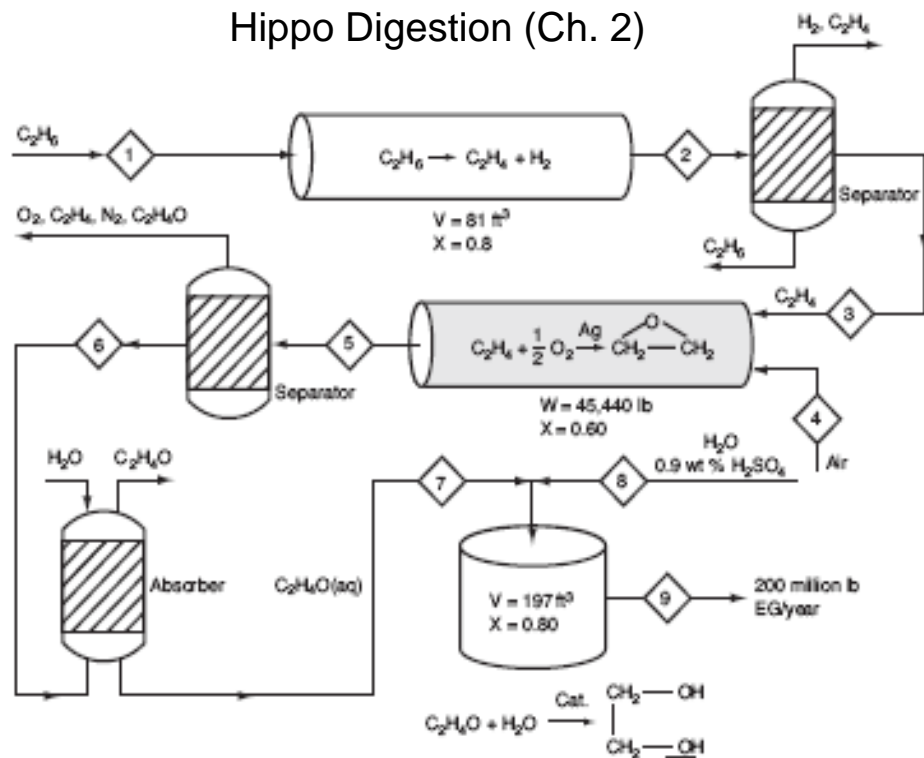 Hippo Digestion (Ch. 2)
H₂, C₂H₄
C₂H₆
1
C₂H₆ → C₂H₄ + H₂
2
Separator
V = 81 ft³
X = 0.8
C₂H₆
O₂, C₂H₄, N₂, C₂H₄O
C₂H₄
3
6
5
C₂H₄ + 1/2 O₂ Ag → CH₂ — CH₂
O
Separator
W = 45,440 lb
X = 0.60
4
Air
H₂O
0.9 wt % H₂SO₄
H₂O
C₂H₄O
7
8
Absorber
C₂H₄O(aq)
V = 197 ft³
X = 0.80
9
200 million lb
EG/year
C₂H₄O + H₂O Cat. → CH₂ — OH
CH₂ — OH